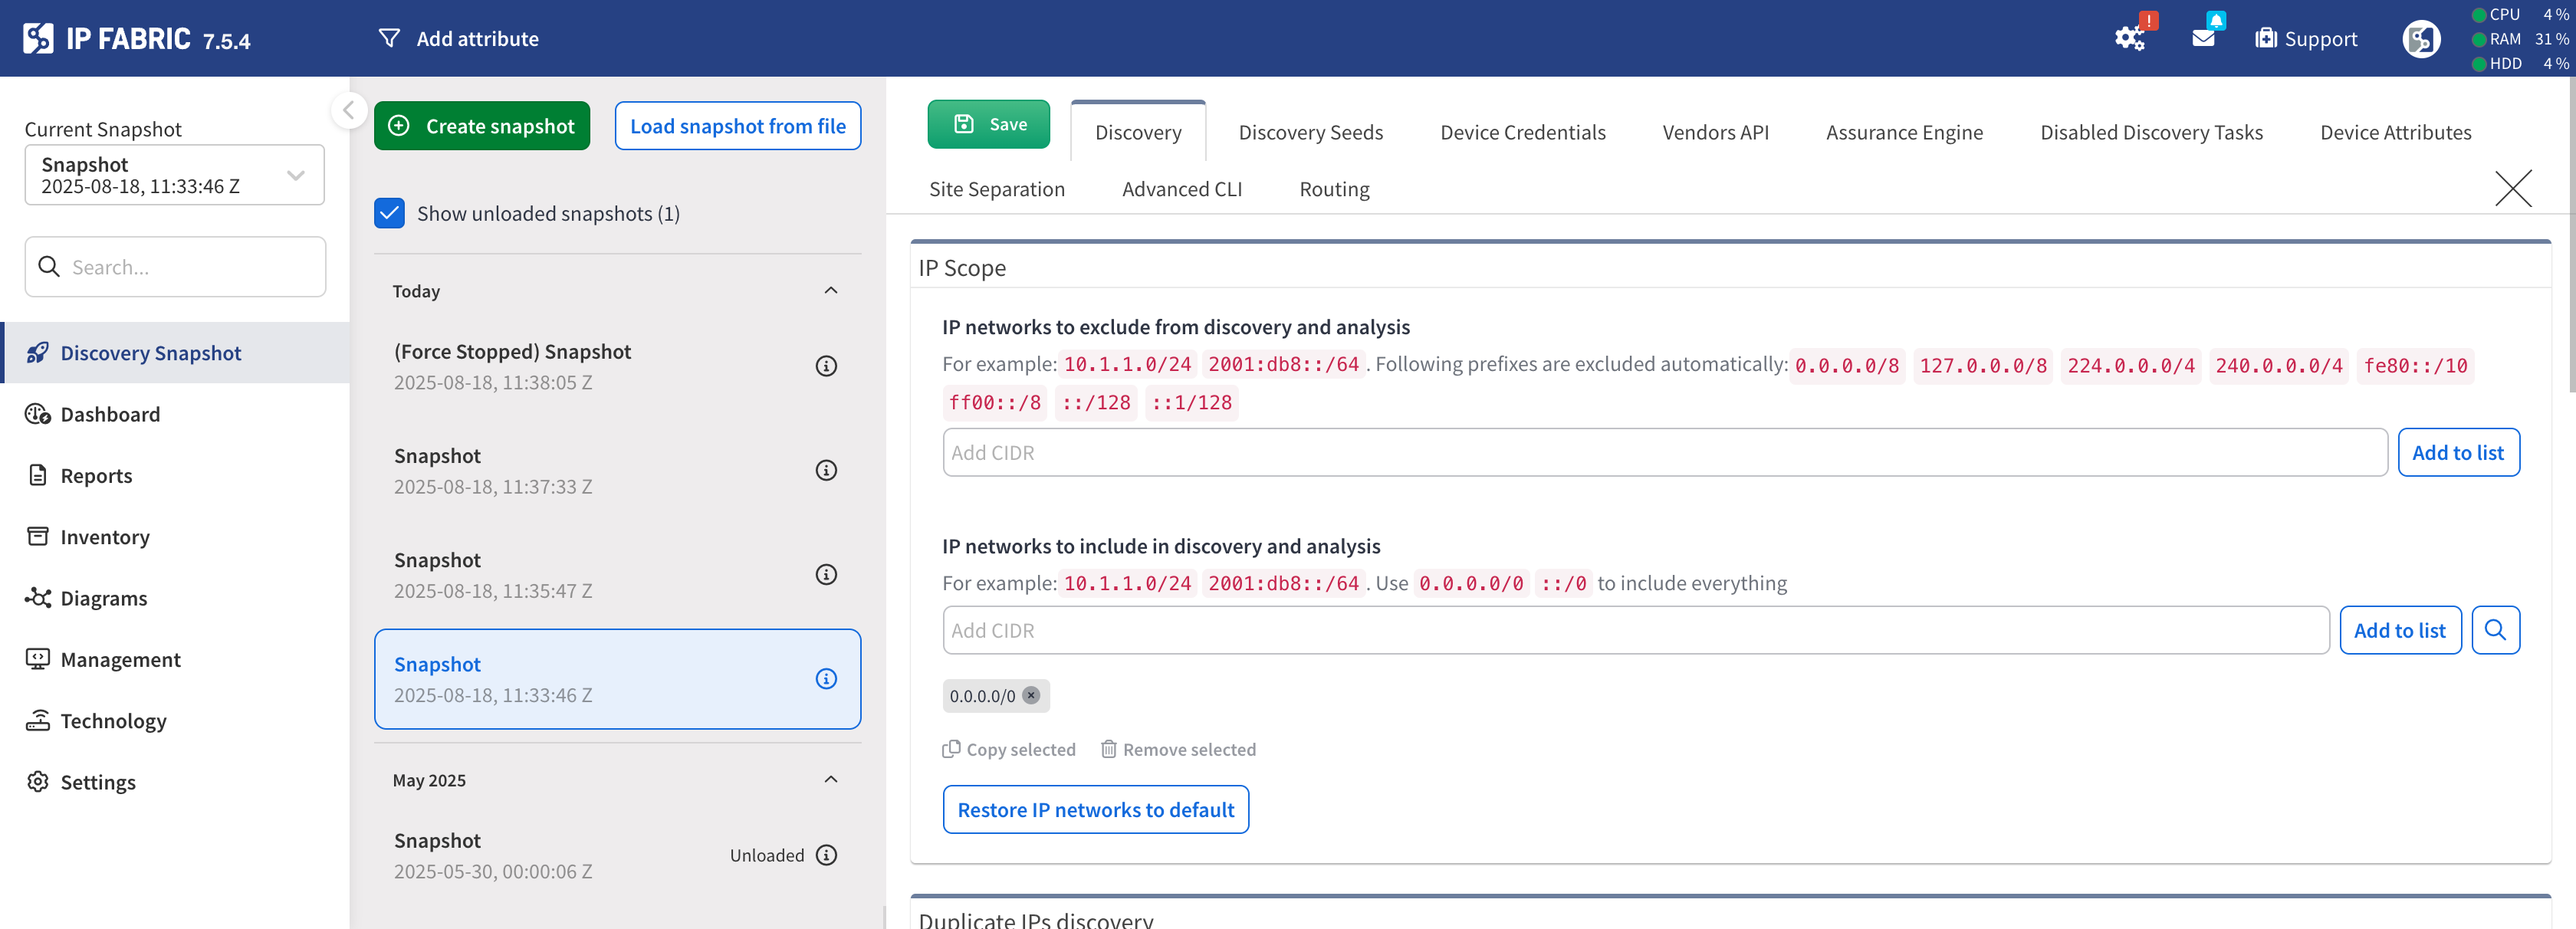 IP FABRIC 7.5.4
Add attribute
!
Support
CPU 4 %
RAM 31 %
HDD 4 %
Current Snapshot
Snapshot
2025-08-18, 11:33:46 Z
Search...
Discovery Snapshot
Dashboard
Reports
Inventory
Diagrams
Management
Technology
Settings
Create snapshot
Load snapshot from file
Show unloaded snapshots (1)
Today
(Force Stopped) Snapshot
2025-08-18, 11:38:05 Z
Snapshot
2025-08-18, 11:37:33 Z
Snapshot
2025-08-18, 11:35:47 Z
Snapshot
2025-08-18, 11:33:46 Z
May 2025
Snapshot
2025-05-30, 00:00:06 Z
Unloaded
Save
Discovery
Discovery Seeds
Device Credentials
Vendors API
Assurance Engine
Disabled Discovery Tasks
Device Attributes
Site Separation
Advanced CLI
Routing
IP Scope
IP networks to exclude from discovery and analysis
For example: 10.1.1.0/24 2001:db8::/64 . Following prefixes are excluded automatically: 0.0.0.0/8 127.0.0.0/8 224.0.0.0/4 240.0.0.0/4 fe80::/10
ff00::/8 ::/128 ::1/128
Add CIDR
Add to list
IP networks to include in discovery and analysis
For example: 10.1.1.0/24 2001:db8::/64 . Use 0.0.0.0/0 ::/0 to include everything
Add CIDR
Add to list
0.0.0.0/0
Copy selected
Remove selected
Restore IP networks to default
Duplicate IPs discovery